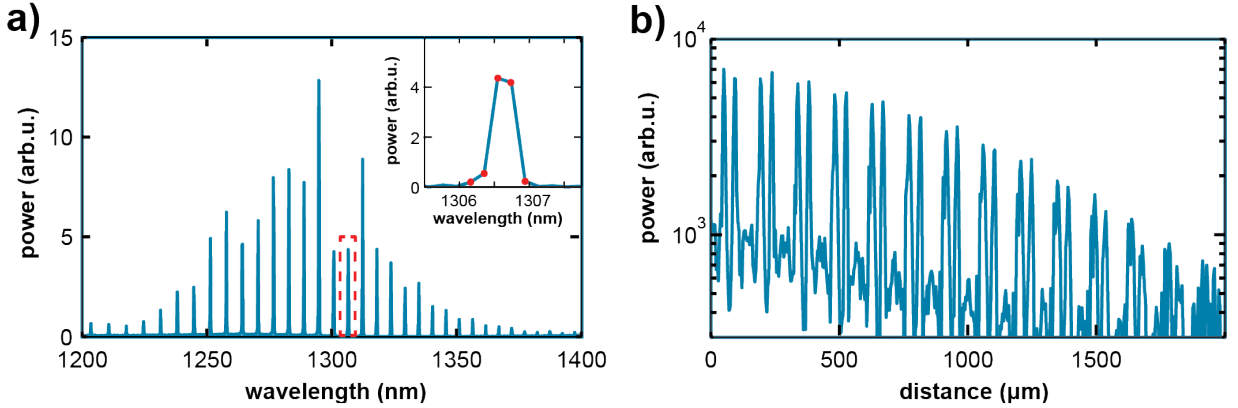 a)
power (arb.u.)
15
10
5
0
1200
1250
1300
1350
1400
wavelength (nm)
power (arb.u.)
4
2
0
1306
1307
wavelength (nm)
b)
power (arb.u.)
10⁴
10³
0
500
1000
1500
distance (µm)